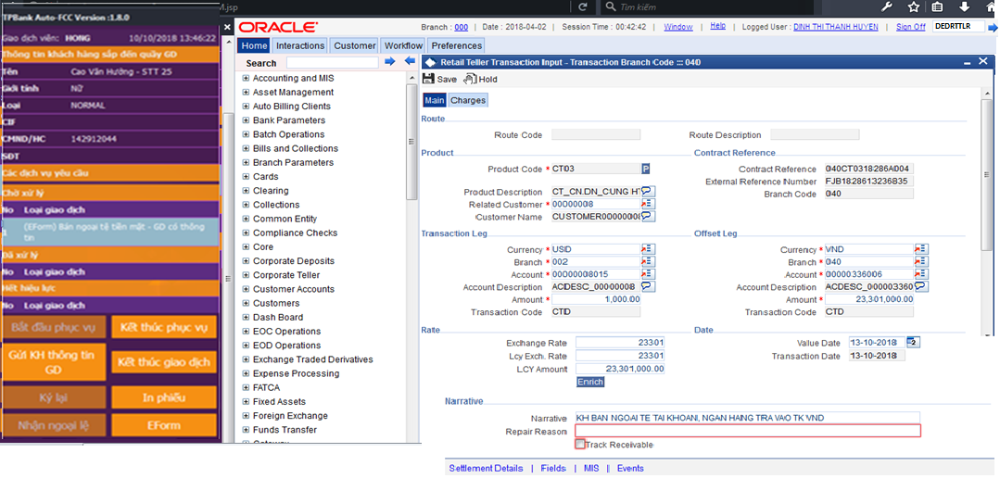 TPBank Auto-FCC Version :1.8.0
Giao dịch viên: HONG 10/10/2018 13:46:22
Thông tin khách hàng sắp đến quầy GD
Tên Cao Văn Hưởng - STT 25
Giới tính Nữ
Loại NORMAL
CIF
CMND/HC 142912044
SĐT
Các dịch vụ yêu cầu
Chờ xử lý
No Loại giao dịch
1 (EForm) Bán ngoại tệ tiền mặt - GD có thông tin
Đã xử lý
No Loại giao dịch
Hết hiệu lực
No Loại giao dịch
Bắt đầu phục vụ Kết thúc phục vụ
Gửi KH thông tin GD Kết thúc giao dịch
Ký lại In phiếu
Nhận ngoại lệ EForm
M.jsp
Tìm kiếm
ORACLE
Branch : 000 | Date : 2018-04-02 | Session Time : 00:42:42 | Window | Help | Logged User : DINH THI THANH HUYEN | Sign Off DEDRTTLR
Home Interactions Customer Workflow Preferences
Search
Accounting and MIS
Asset Management
Auto Billing Clients
Bank Parameters
Batch Operations
Bills and Collections
Branch Parameters
Cards
Clearing
Collections
Common Entity
Compliance Checks
Core
Corporate Deposits
Corporate Teller
Customer Accounts
Customers
Dash Board
EOC Operations
EOD Operations
Exchange Traded Derivatives
Expense Processing
FATCA
Fixed Assets
Foreign Exchange
Funds Transfer
Retail Teller Transaction Input - Transaction Branch Code ::: 040
Save Hold
Main Charges
Route
Route Code Route Description
Product
Product Code * CT03 P
Product Description CT_CN.DN_CUNG HT
Related Customer * 00000008
Customer Name CUSTOMER00000008
Contract Reference
Contract Reference 040CT0318286A004
External Reference Number FJB1828613236835
Branch Code 040
Transaction Leg
Currency * USD
Branch * 002
Account * 00000008015
Account Description ACDESC_00000008
Amount * 1,000.00
Transaction Code CTD
Offset Leg
Currency * VND
Branch * 040
Account * 00000336006
Account Description ACDESC_000003360
Amount * 23,301,000.00
Transaction Code CTD
Rate
Exchange Rate 23301
Lcy Exch. Rate 23301
LCY Amount 23,301,000.00
Enrich
Date
Value Date 13-10-2018
Transaction Date 13-10-2018
Narrative
Narrative KH BAN NGOAI TE TAI KHOAN, NGAN HANG TRA VAO TK VND
Repair Reason
Track Receivable
Settlement Details | Fields | MIS || Events